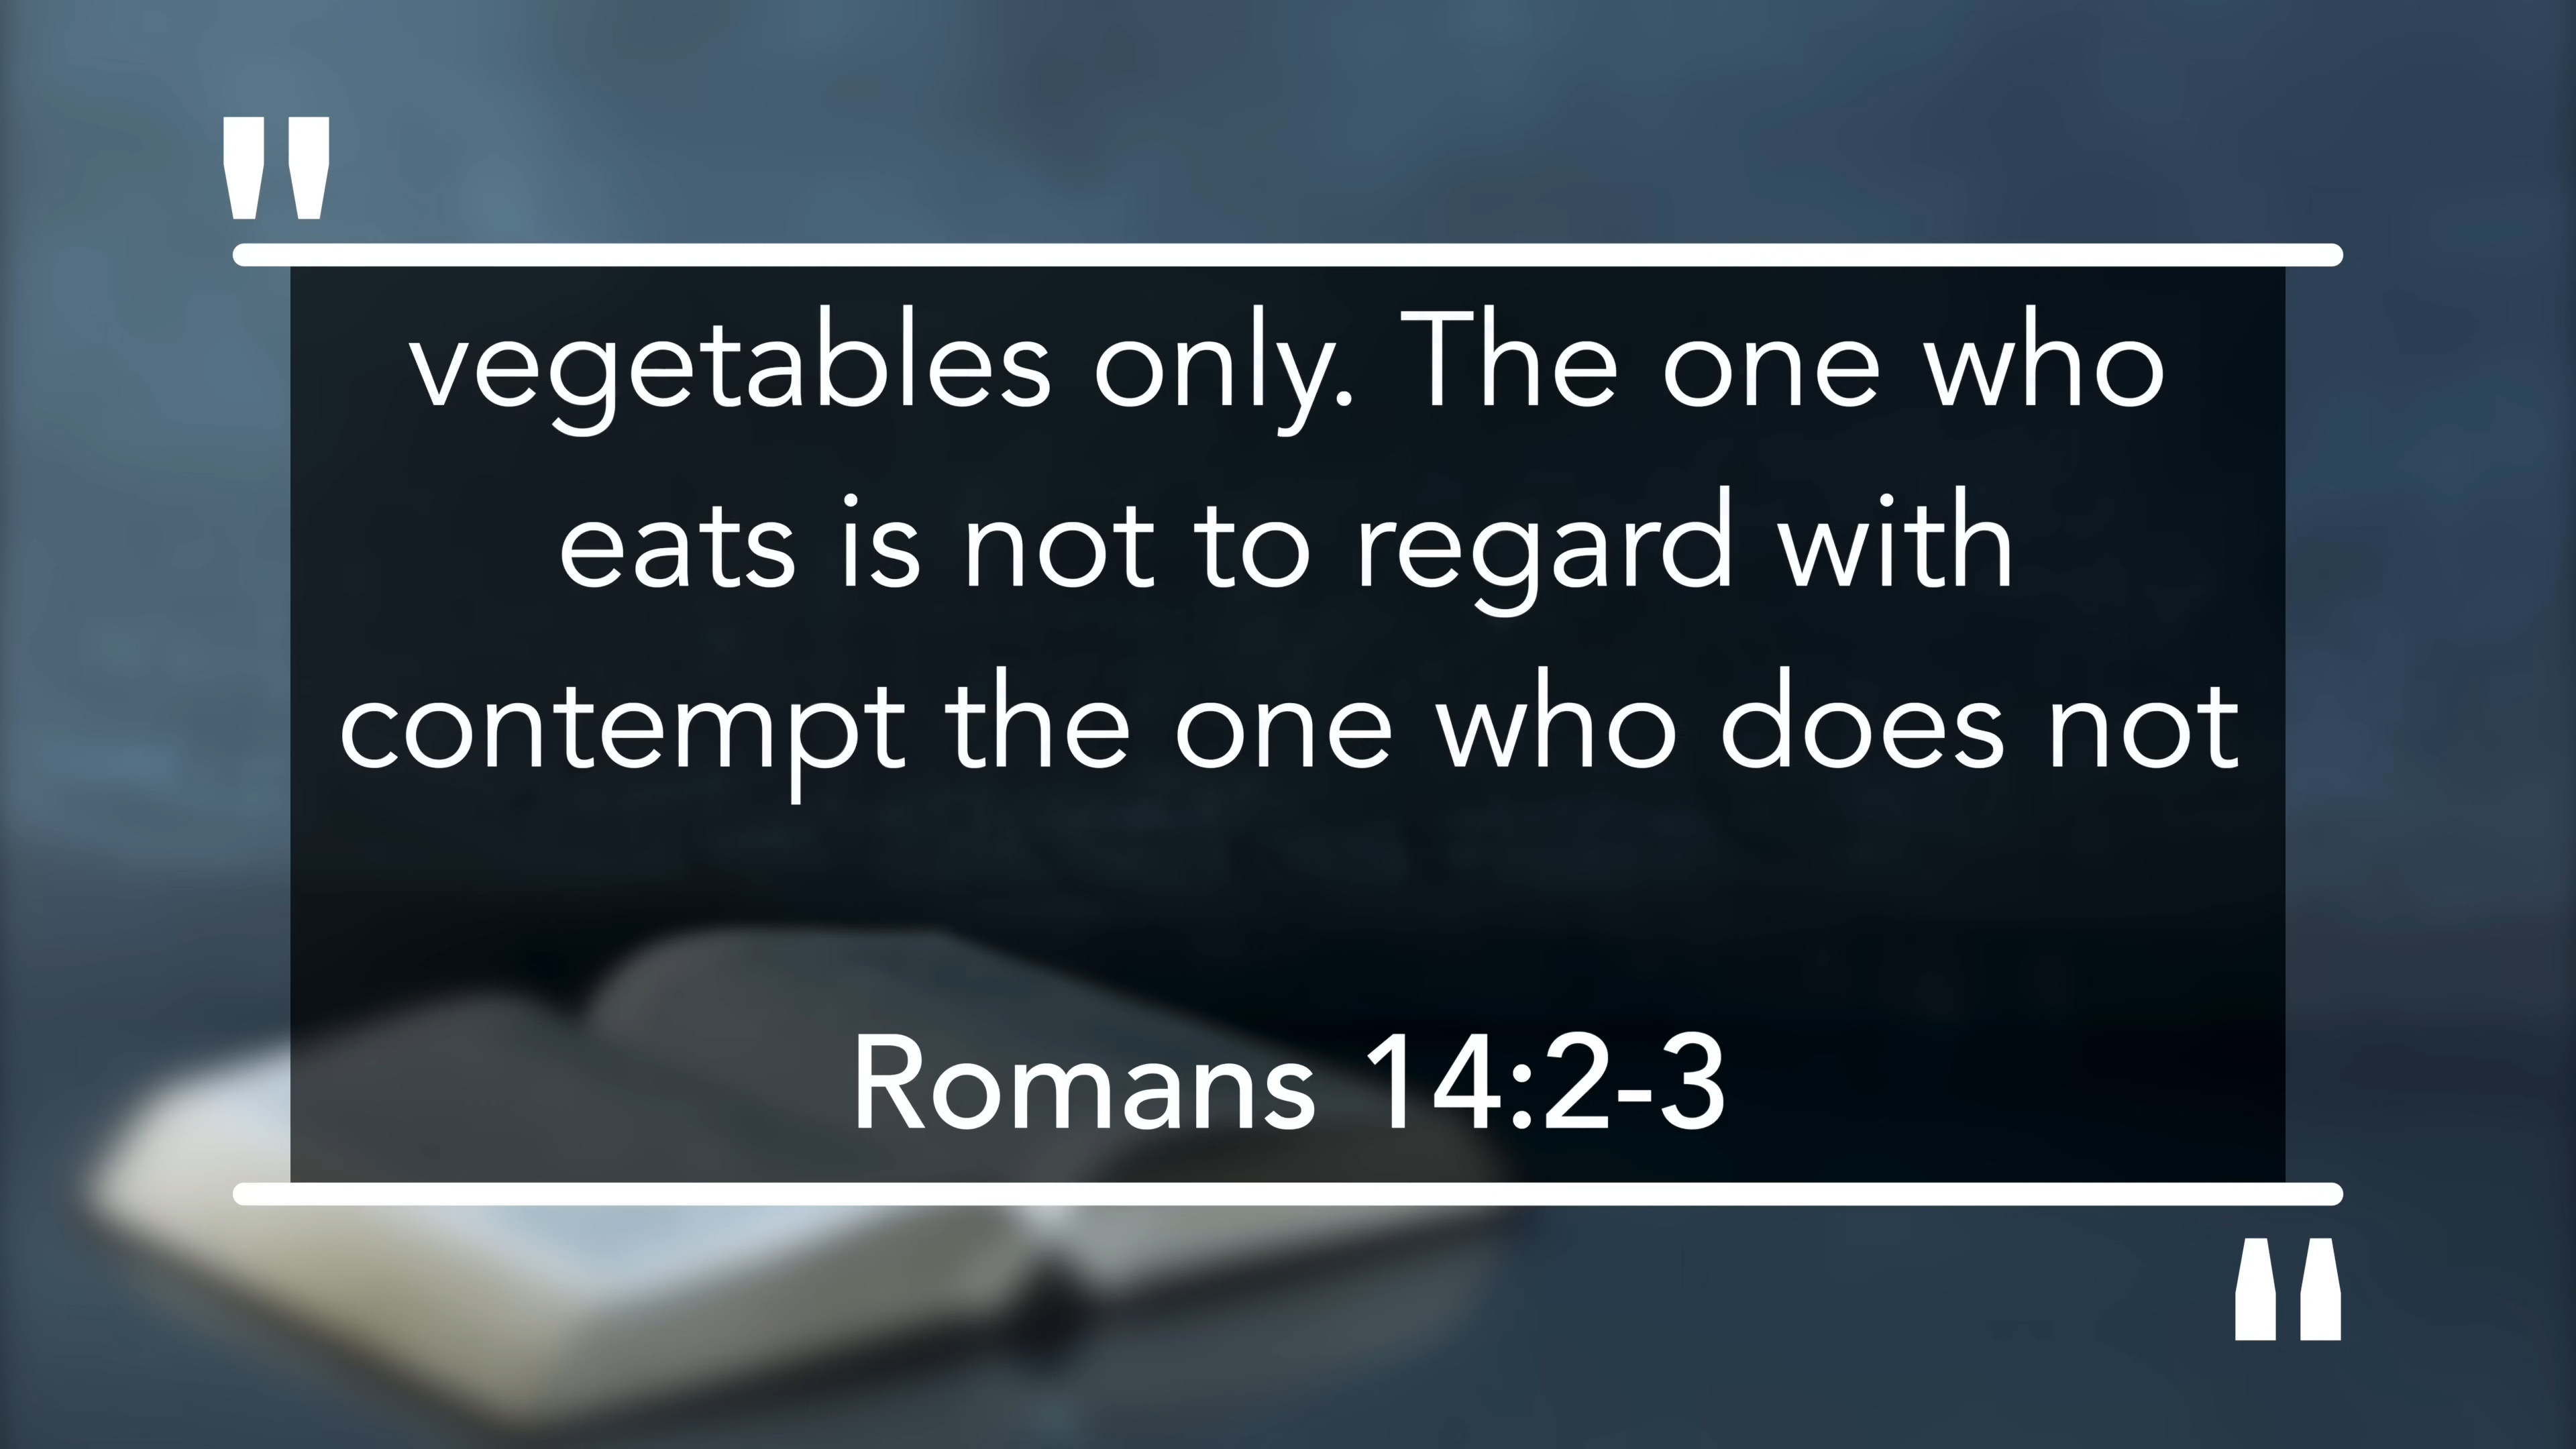 "
vegetables only. The one who
eats is not to regard with
contempt the one who does not
Romans 14:2-3
"